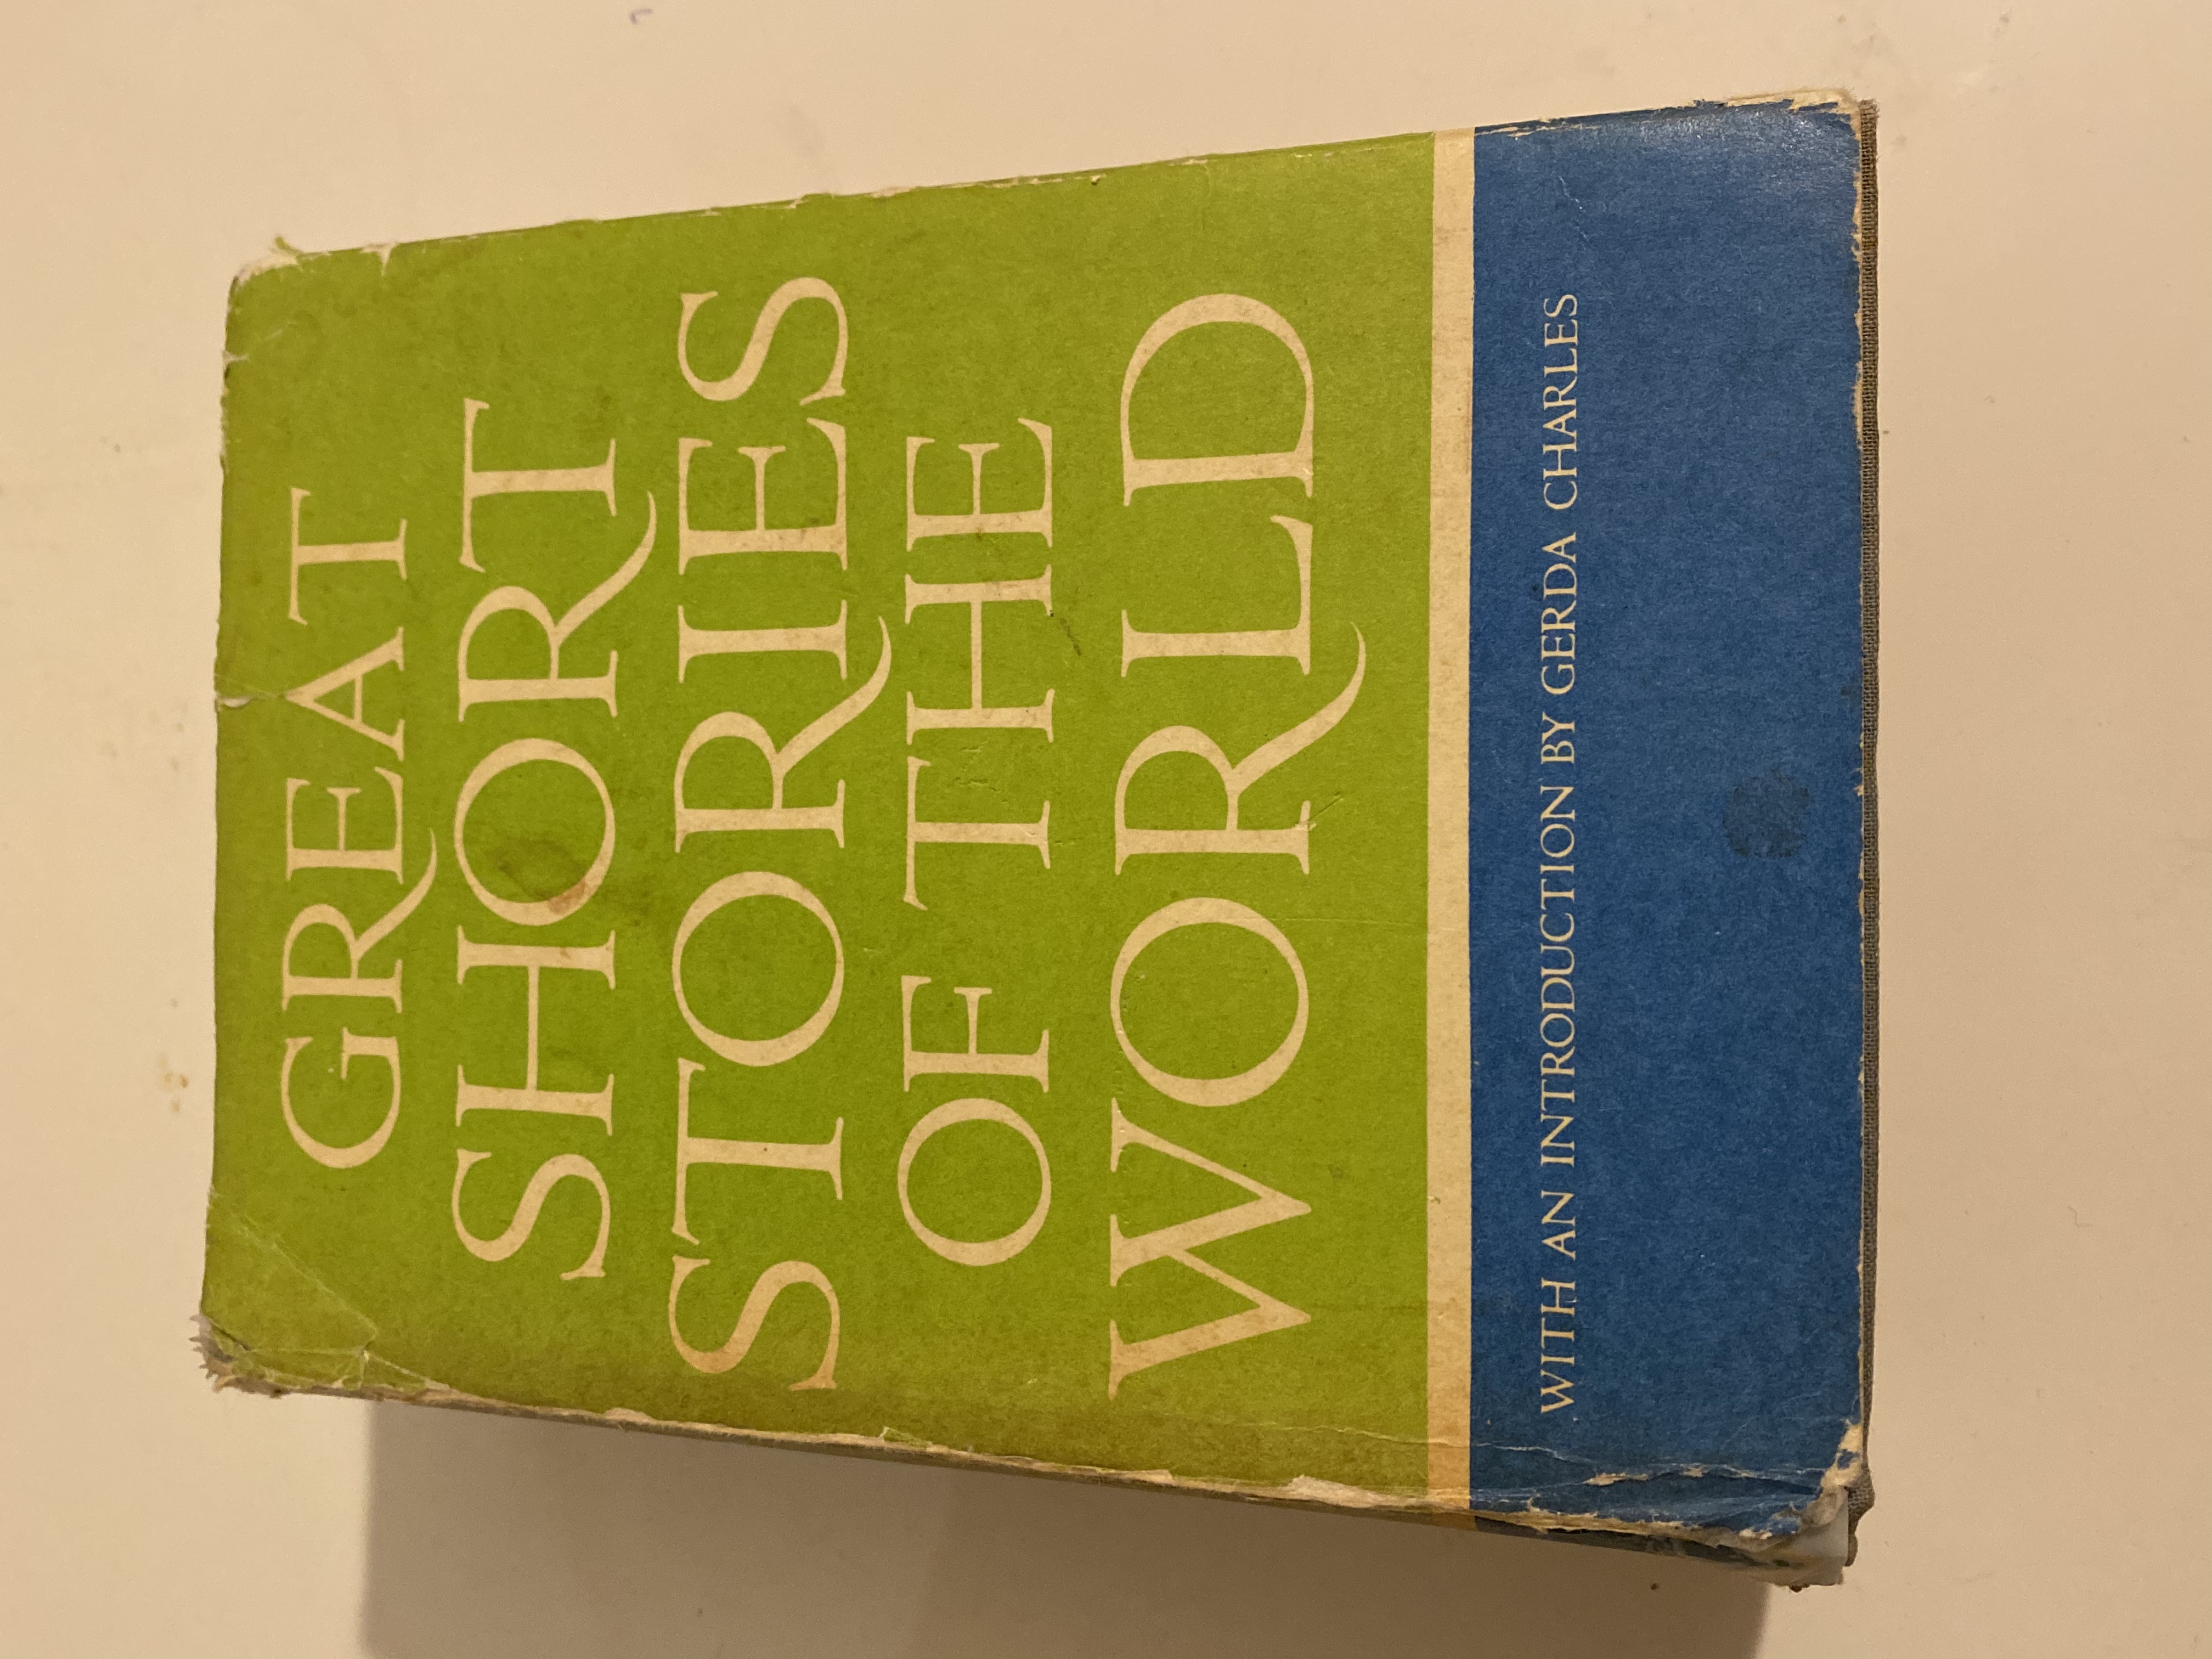 GREAT
SHORT
STORIES
OF THE
WORLD
WITH AN INTRODUCTION BY GERDA CHARLES